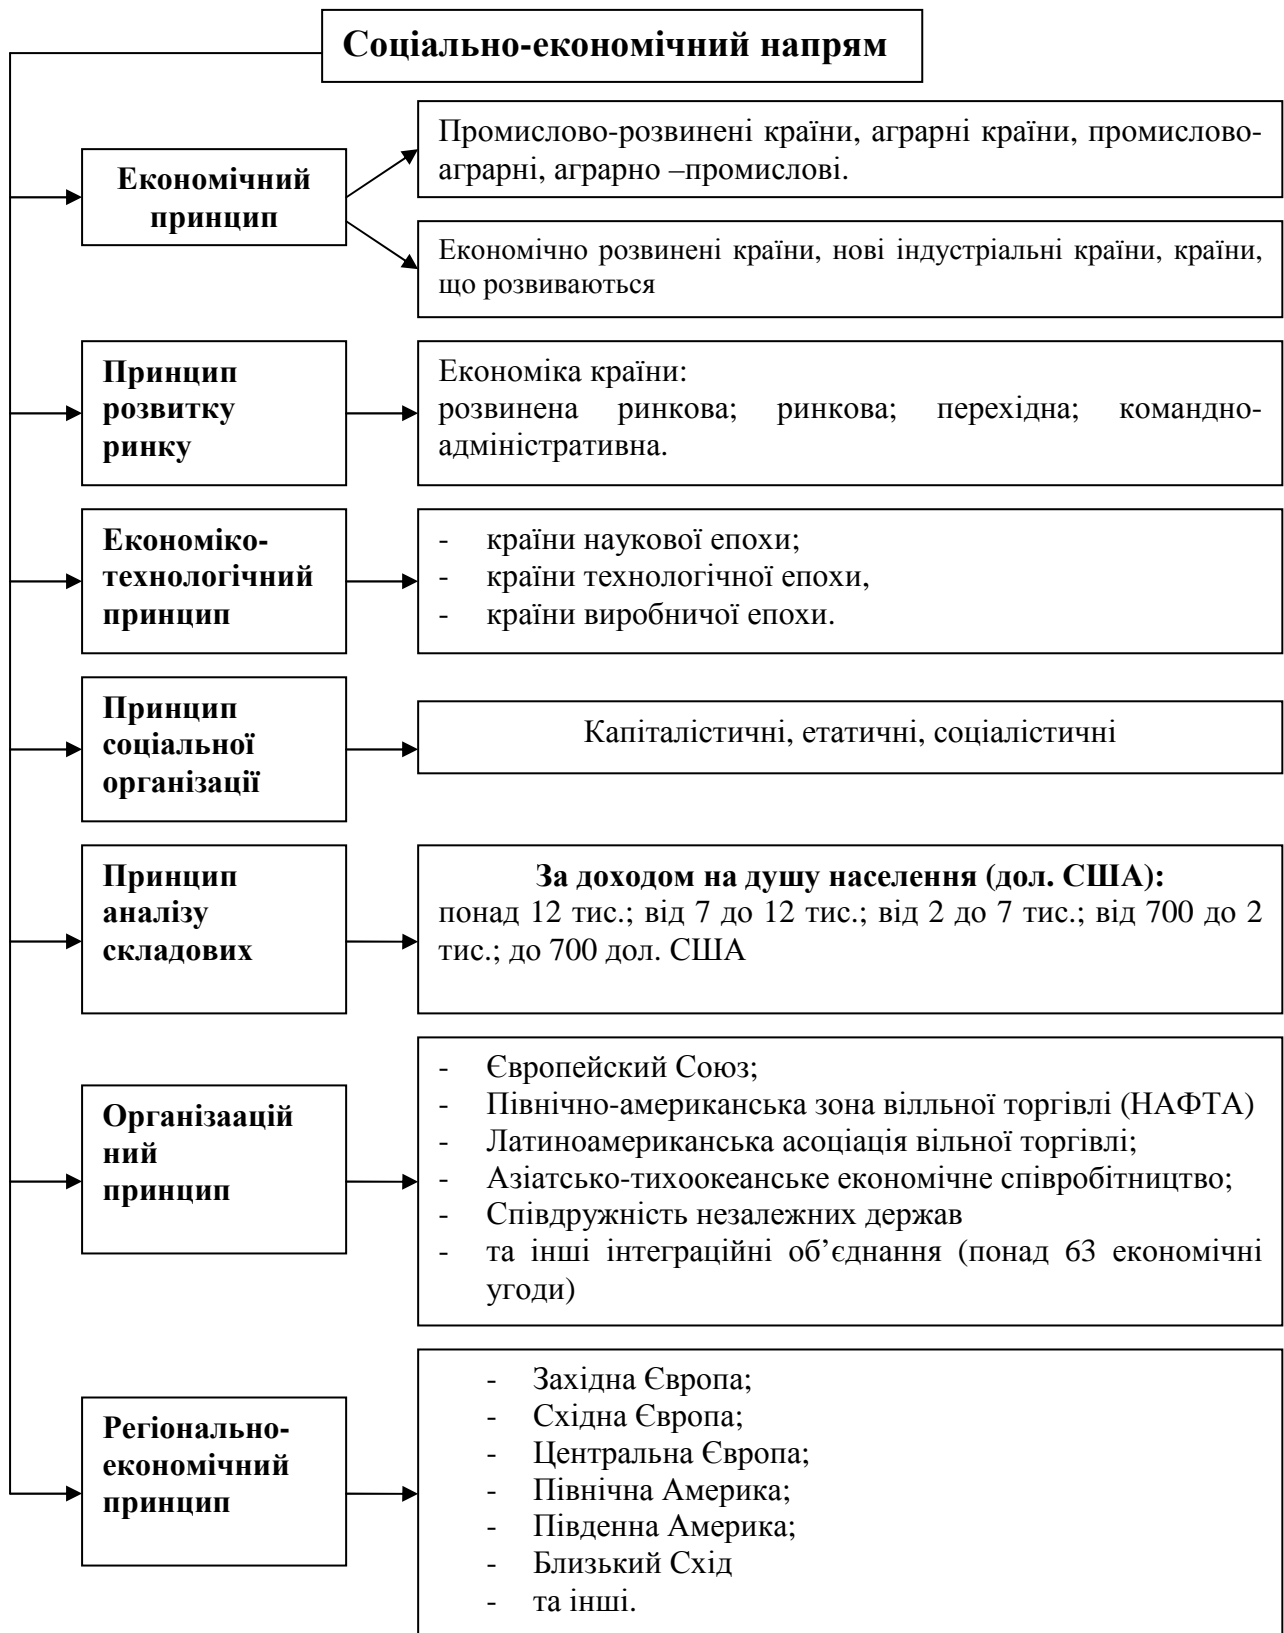 Соціально-економічний напрям
Економічний
принцип
Промислово-розвинені країни, аграрні країни, промислово-
аграрні, аграрно –промислові.
Економічно розвинені країни, нові індустріальні країни, країни,
що розвиваються
Принцип
розвитку
ринку
Економіка країни:
розвинена ринкова; ринкова; перехідна; командно-
адміністративна.
Економіко-
технологічний
принцип
- країни наукової епохи;
- країни технологічної епохи,
- країни виробничої епохи.
Принцип
соціальної
організації
Капіталістичні, етатичні, соціалістичні
Принцип
аналізу
складових
За доходом на душу населення (дол. США):
понад 12 тис.; від 7 до 12 тис.; від 2 до 7 тис.; від 700 до 2
тис.; до 700 дол. США
Організаацій
ний
принцип
- Європейский Союз;
- Північно-американська зона вілльної торгівлі (НАФТА)
- Латиноамериканська асоціація вільної торгівлі;
- Азіатсько-тихоокеанське економічне співробітництво;
- Співдружність незалежних держав
- та інші інтеграційні об’єднання (понад 63 економічні
угоди)
Регіонально-
економічний
принцип
- Західна Європа;
- Східна Європа;
- Центральна Європа;
- Північна Америка;
- Південна Америка;
- Близький Схід
- та інші.